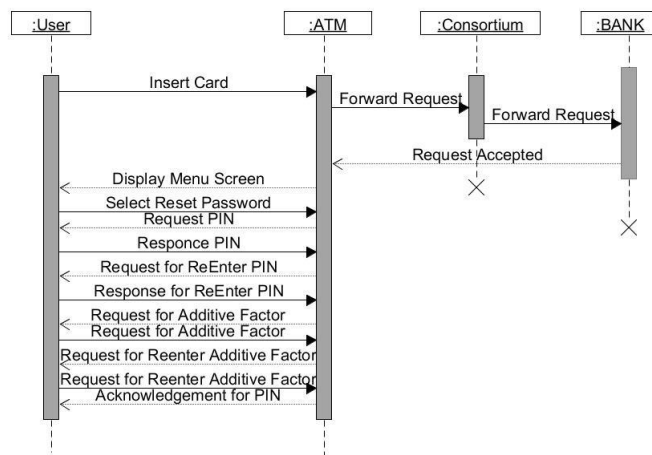 :User
:ATM
:Consortium
:BANK
Insert Card
Forward Request
Forward Request
Request Accepted
Display Menu Screen
Select Reset Password
Request PIN
Responce PIN
Request for ReEnter PIN
Response for ReEnter PIN
Request for Additive Factor
Request for Additive Factor
Request for Reenter Additive Factor
Request for Reenter Additive Factor
Acknowledgement for PIN